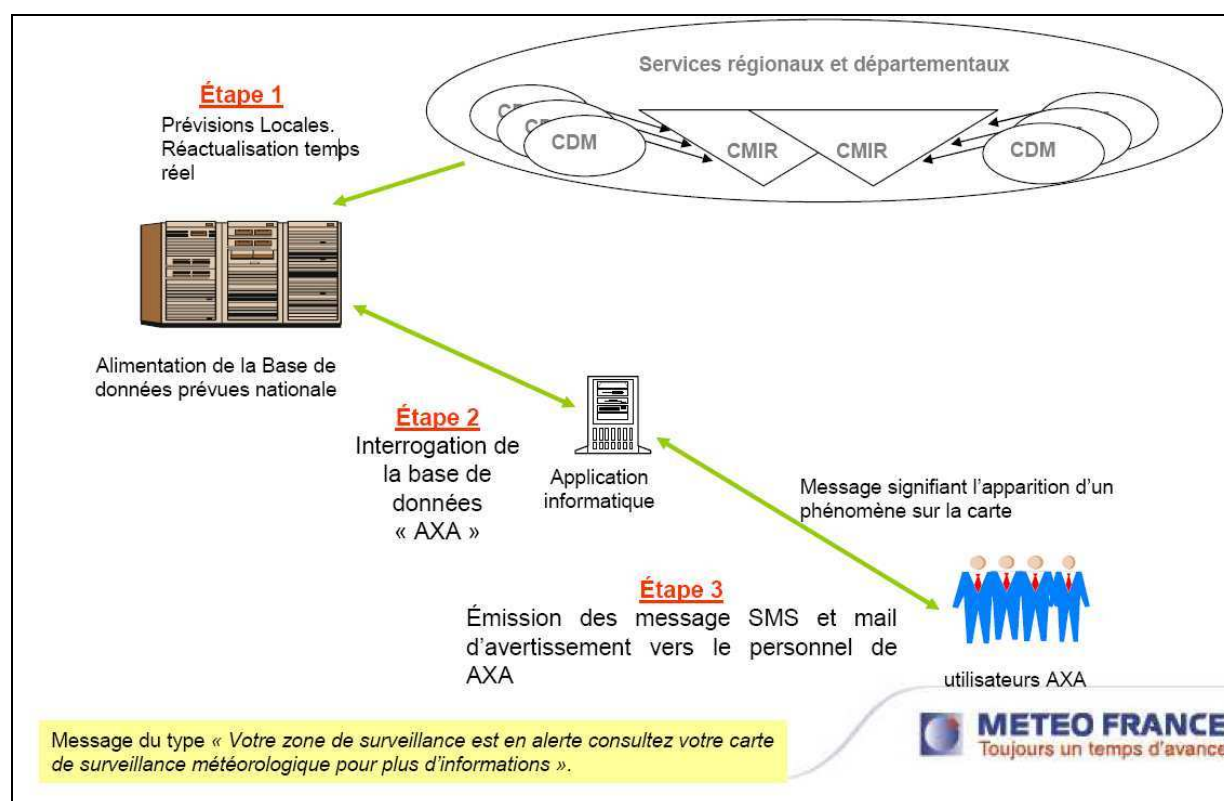 Services régionaux et départementaux
Étape 1
Prévisions Locales.
Réactualisation temps
réel
CDM
CMIR
CMIR
CDM
Alimentation de la Base de
données prévues nationale
Étape 2
Interrogation de
la base de
données
« AXA »
Application
informatique
Message signifiant l'apparition d'un
phénomène sur la carte
Étape 3
Émission des message SMS et mail
d'avertissement vers le personnel de
AXA
utilisateurs AXA
Message du type « Votre zone de surveillance est en alerte consultez votre carte
de surveillance météorologique pour plus d'informations ».
METEO FRANCE
Toujours un temps d'avance